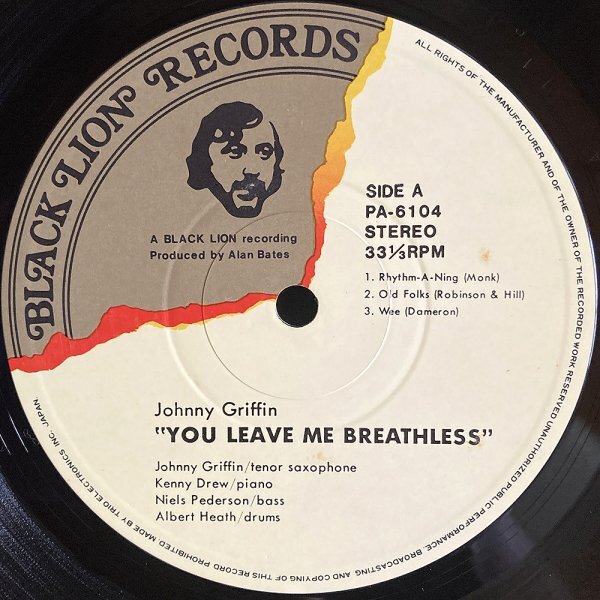 BLACK LION RECORDS
A BLACK LION recording
Produced by Alan Bates
SIDE A
PA-6104
STEREO
33⅓RPM
1. Rhythm-A-Ning (Monk)
2. Old Folks (Robinson & Hill)
3. Wee (Dameron)
Johnny Griffin
"YOU LEAVE ME BREATHLESS"
Johnny Griffin/tenor saxophone
Kenny Drew/piano
Niels Pederson/bass
Albert Heath/drums
ALL RIGHTS OF THE MANUFACTURER AND OF THE OWNER OF THE RECORDED WORK RESERVED UNAUTHORIZED PUBLIC PERFORMANCE, BROADCASTING AND COPYING OF THIS RECORD PROHIBITED MADE BY TRIO ELECTRONICS INC. JAPAN.